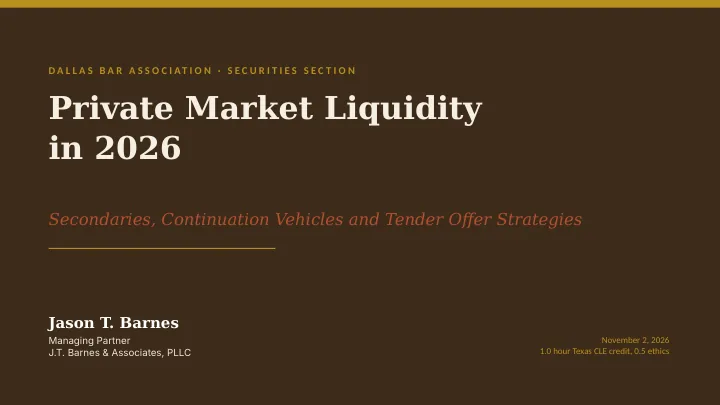 DALLAS BAR ASSOCIATION · SECURITIES SECTION
Private Market Liquidity
in 2026
Secondaries, Continuation Vehicles and Tender Offer Strategies
Jason T. Barnes
Managing Partner
J.T. Barnes & Associates, PLLC
November 2, 2026
1.0 hour Texas CLE credit, 0.5 ethics